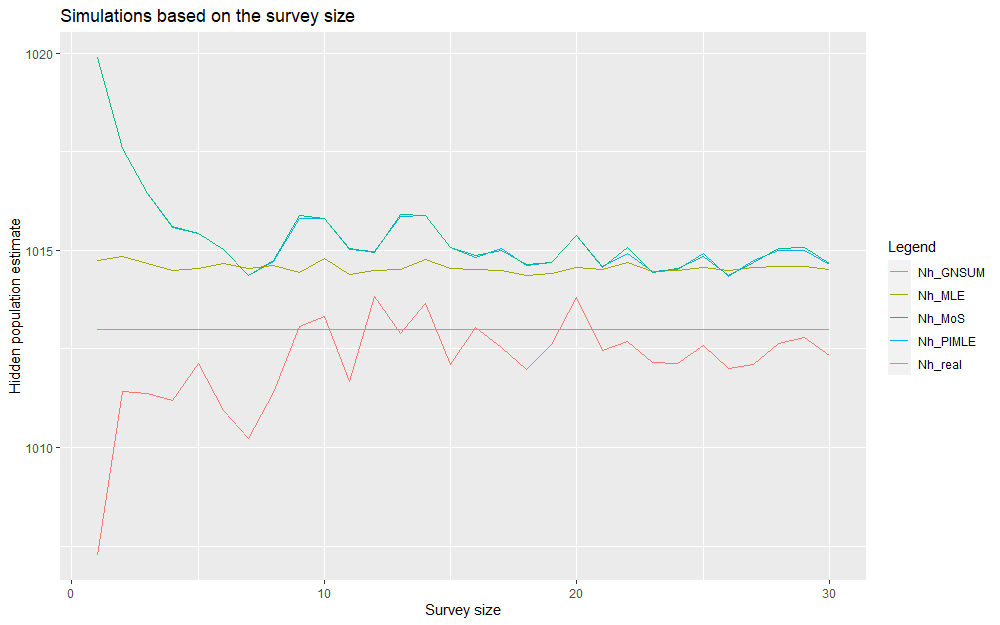 Simulations based on the survey size
Hidden population estimate
1020
1015
1010
0
10
20
30
Survey size
Legend
Nh_GNSUM
Nh_MLE
Nh_MoS
Nh_PIMLE
Nh_real